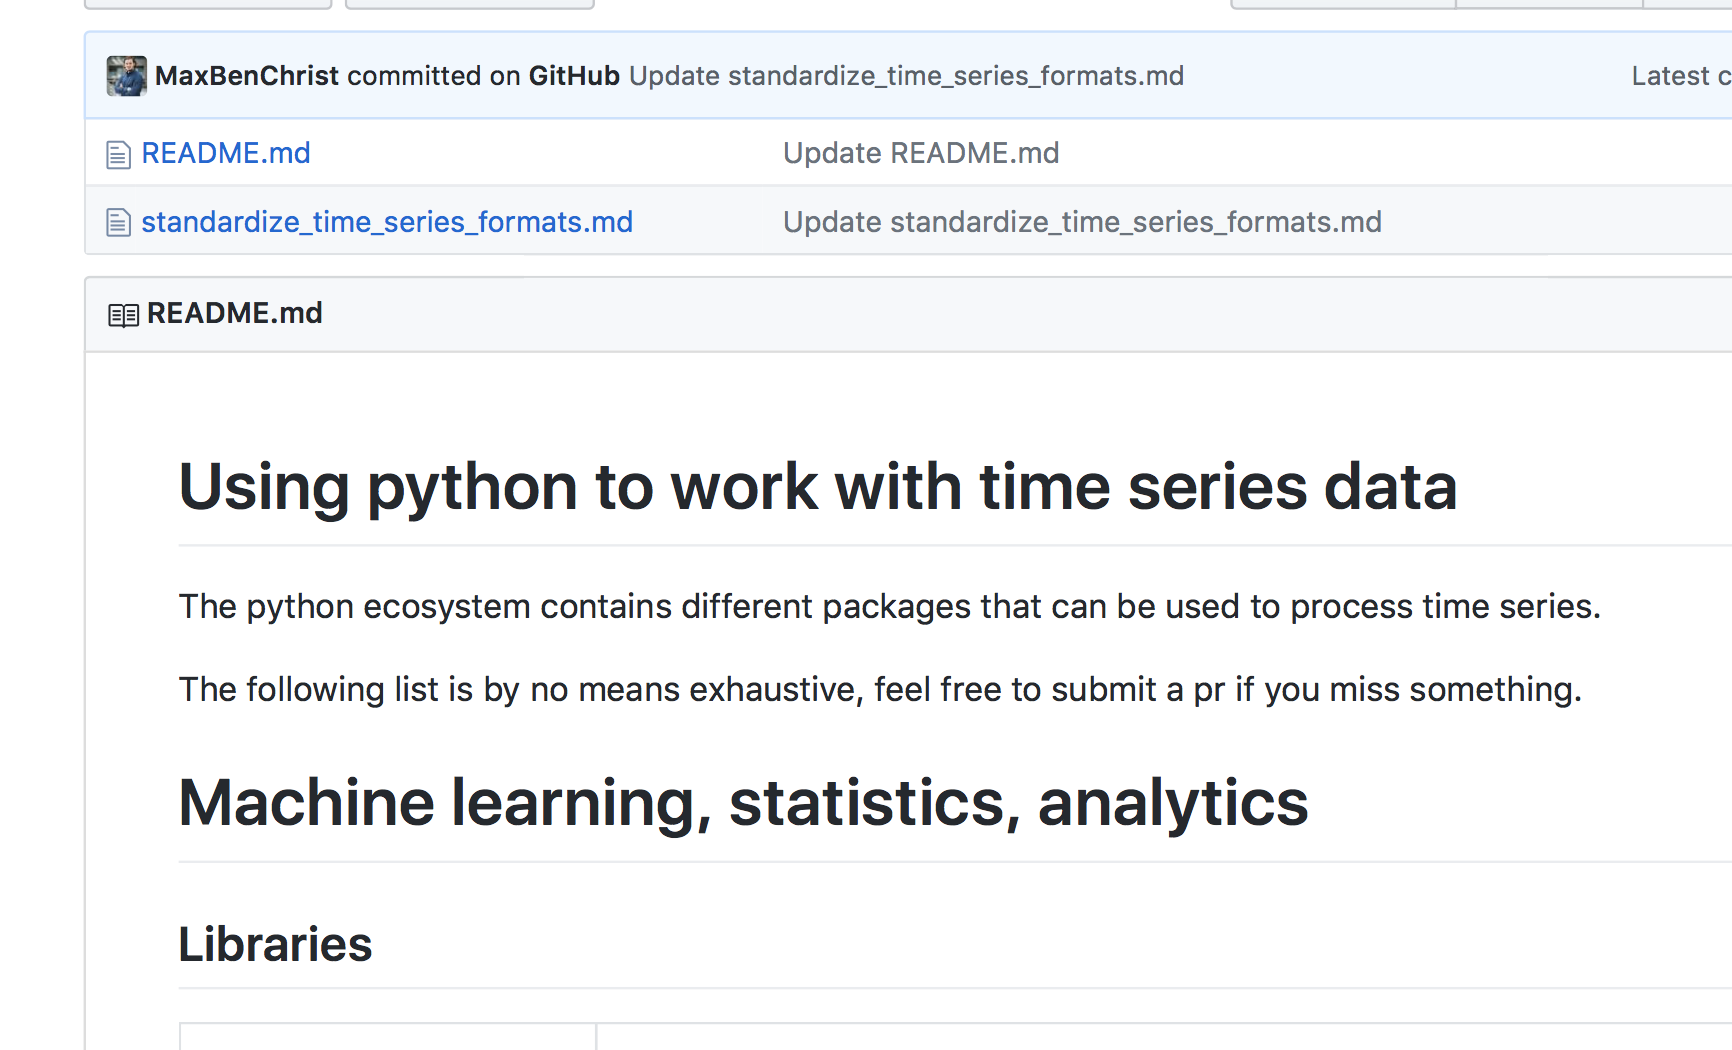 MaxBenChrist committed on GitHub Update standardize_time_series_formats.md Latest c
README.md Update README.md
standardize_time_series_formats.md Update standardize_time_series_formats.md
README.md
Using python to work with time series data
The python ecosystem contains different packages that can be used to process time series.
The following list is by no means exhaustive, feel free to submit a pr if you miss something.
Machine learning, statistics, analytics
Libraries